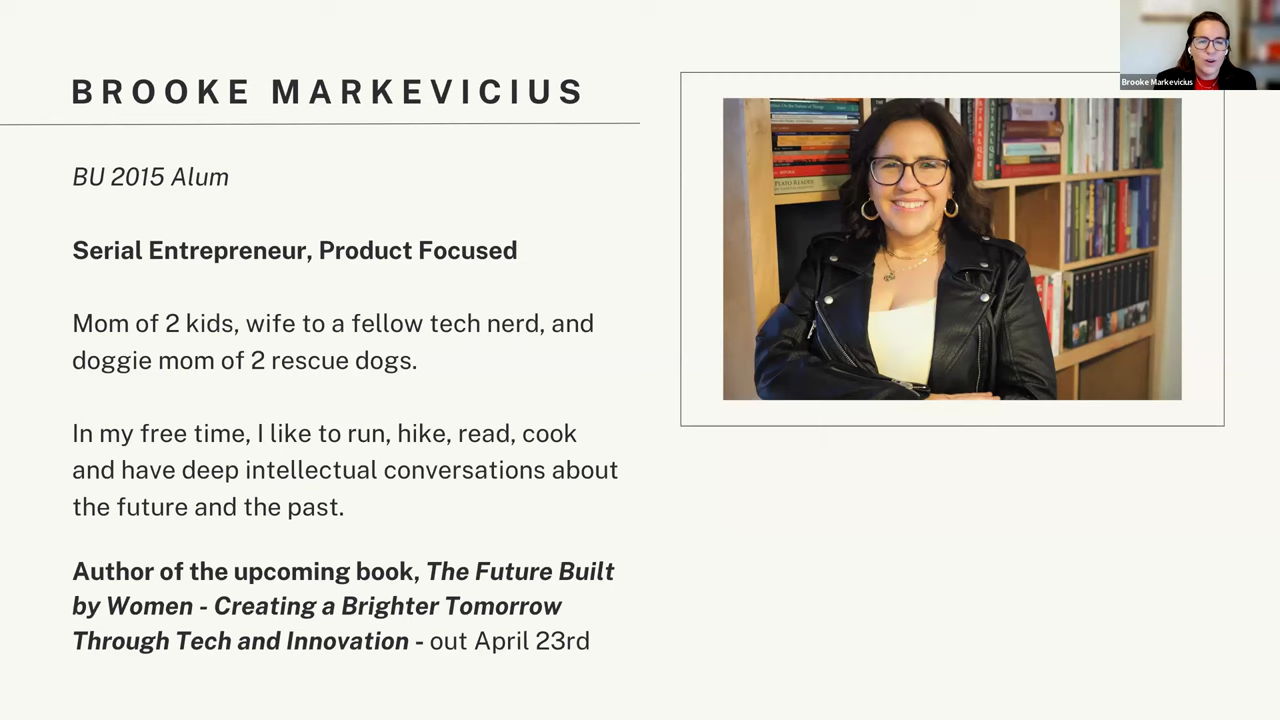 BROOKE MARKEVICIUS
BU 2015 Alum
Serial Entrepreneur, Product Focused
Mom of 2 kids, wife to a fellow tech nerd, and
doggie mom of 2 rescue dogs.
In my free time, I like to run, hike, read, cook
and have deep intellectual conversations about
the future and the past.
Author of the upcoming book, The Future Built
by Women - Creating a Brighter Tomorrow
Through Tech and Innovation - out April 23rd
Brooke Markevicius
PLATO READER